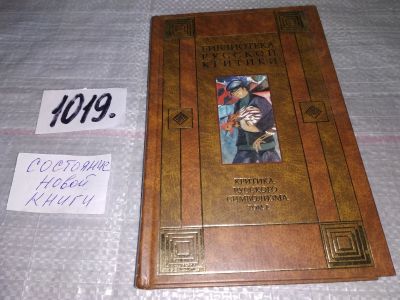 1019.
СОСТОЯНИЕ
НОВОЙ
КНИГИ
БИБЛИОТЕКА
РУССКОЙ
КРИТИКИ
КРИТИКА
РУССКОГО
СИМВОЛИЗМА